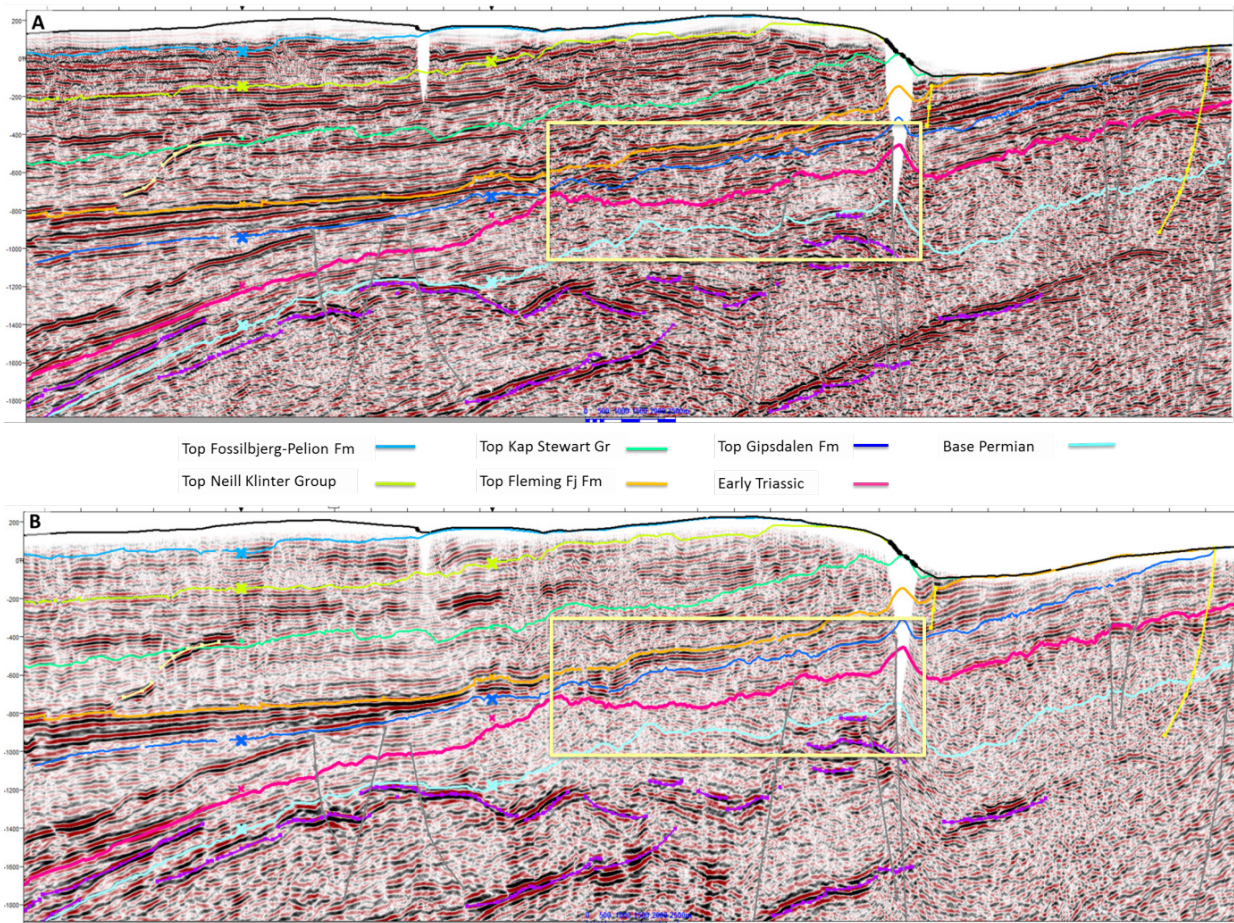 A
200
0
-200
-400
-600
-800
-1000
-1200
-1400
-1600
-1800
Top Fossilbjerg-Pelion Fm
Top Kap Stewart Gr
Top Gipsdalen Fm
Base Permian
Top Neill Klinter Group
Top Fleming Fj Fm
Early Triassic
B
200
0
-200
-400
-600
-800
-1000
-1200
-1400
-1600
-1800